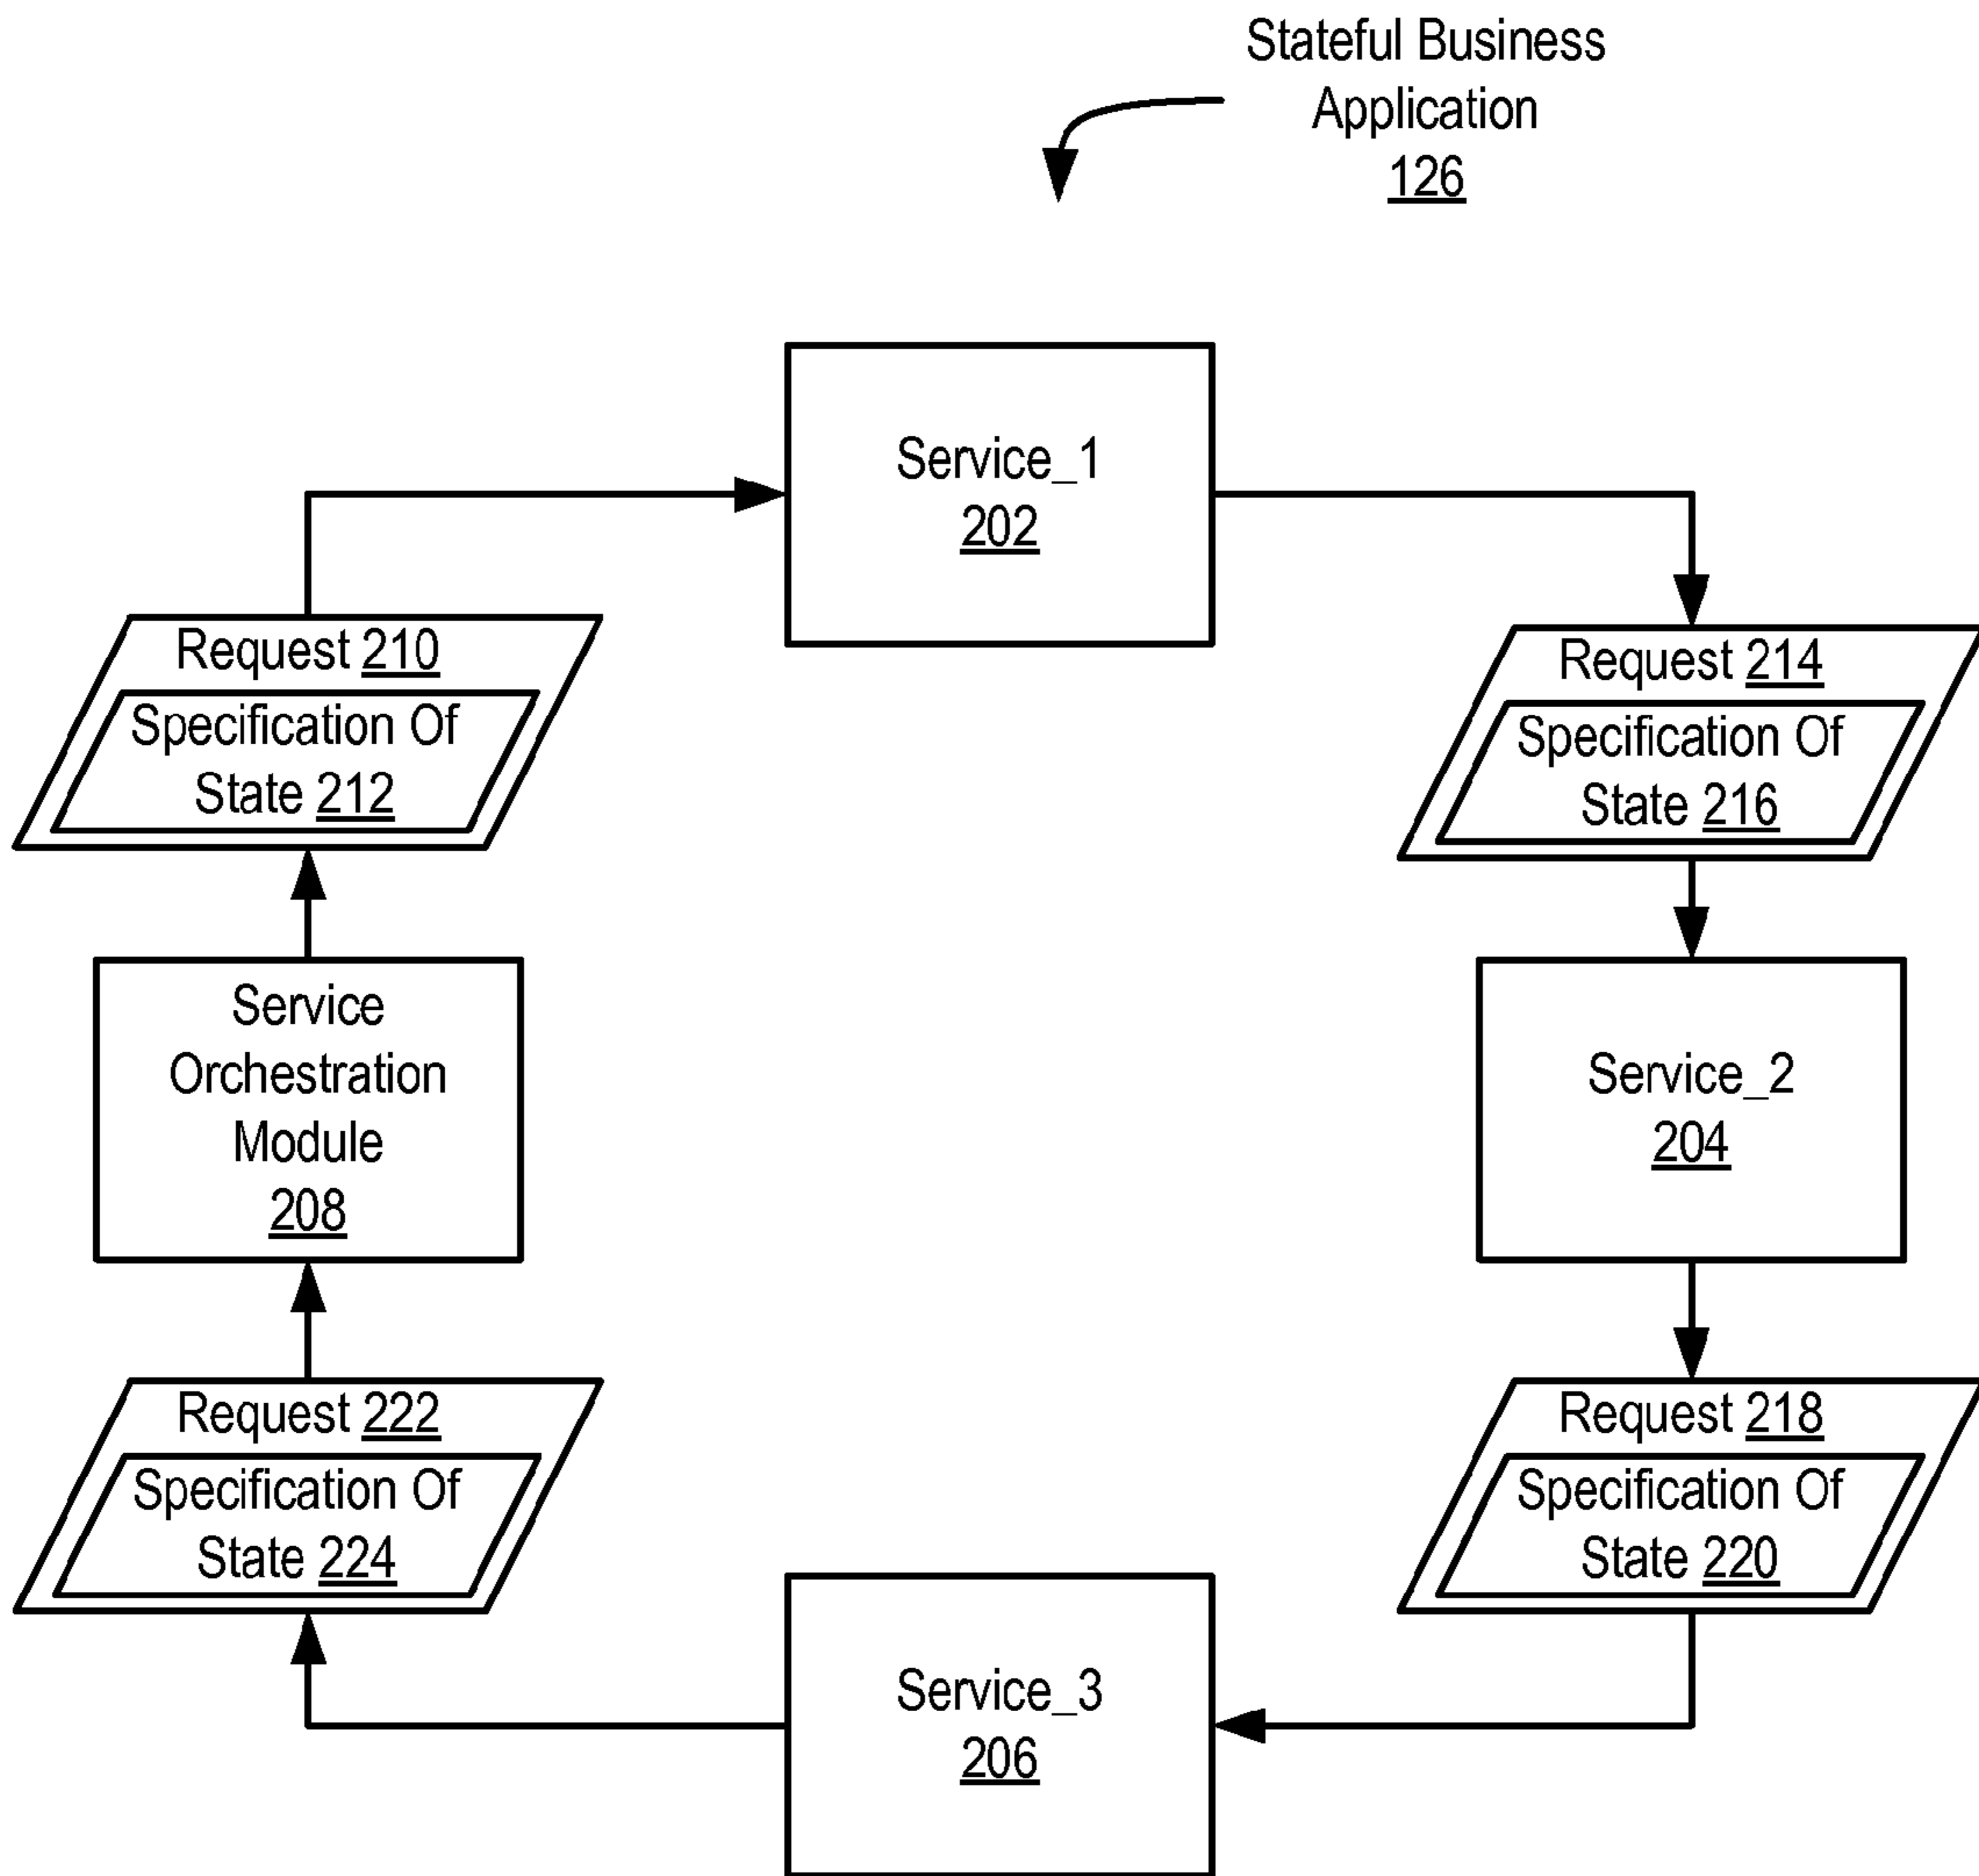 Stateful Business
Application
126
Service_1
202
Request 210
Specification Of
State 212
Request 214
Specification Of
State 216
Service
Orchestration
Module
208
Service_2
204
Request 222
Specification Of
State 224
Request 218
Specification Of
State 220
Service_3
206